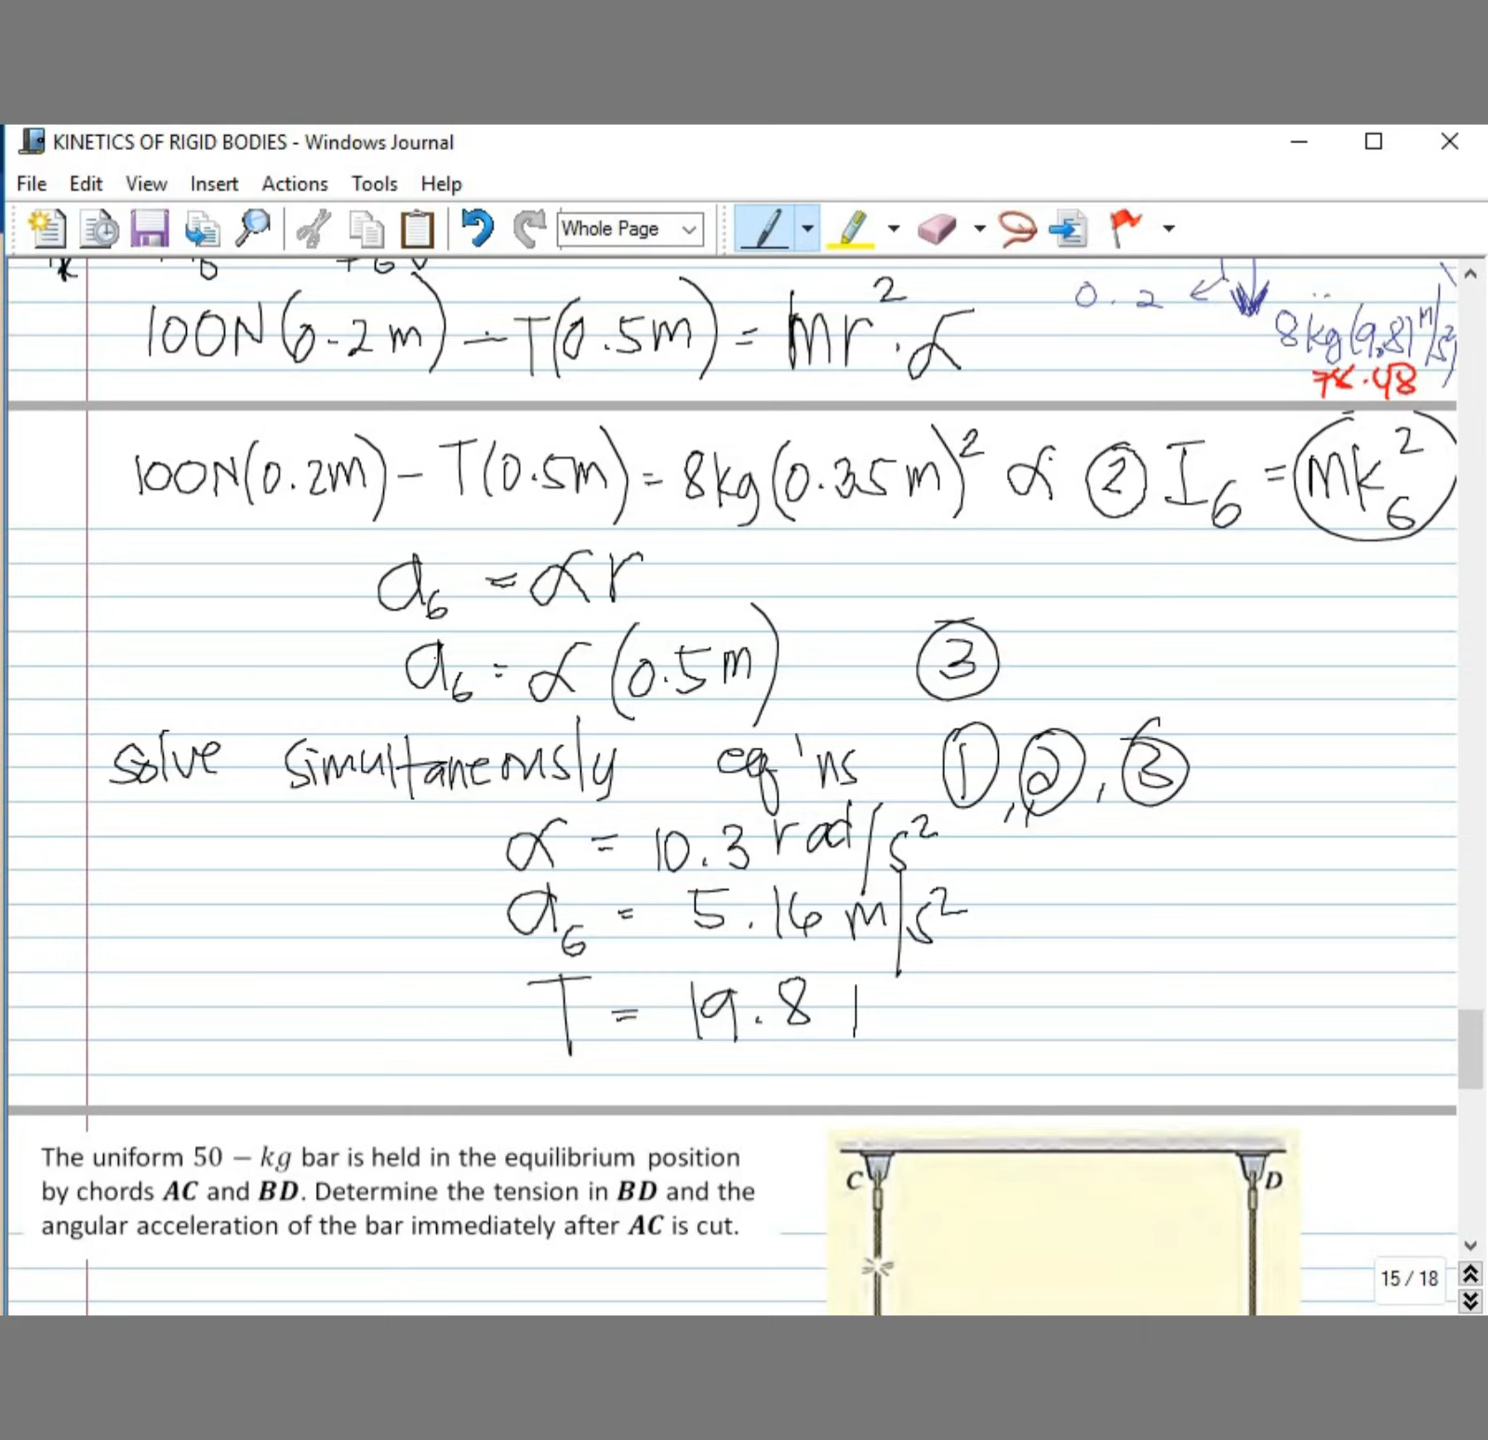 KINETICS OF RIGID BODIES - Windows Journal
File Edit View Insert Actions Tools Help
Whole Page
100N(0.2m) - T(0.5m) = mr² · α
0.2
8kg(9.81 m/s²)
78.48
100N(0.2m) - T(0.5m) = 8kg(0.35m)² α ② I_G = mk_G²
a_G = αr
a_G = α(0.5m) ③
solve simultaneously eq'ns ①, ②, ③
α = 10.3 rad/s²
a_G = 5.16 m/s²
T = 19.81
The uniform 50 – kg bar is held in the equilibrium position
by chords AC and BD. Determine the tension in BD and the
angular acceleration of the bar immediately after AC is cut.
C D
15 / 18